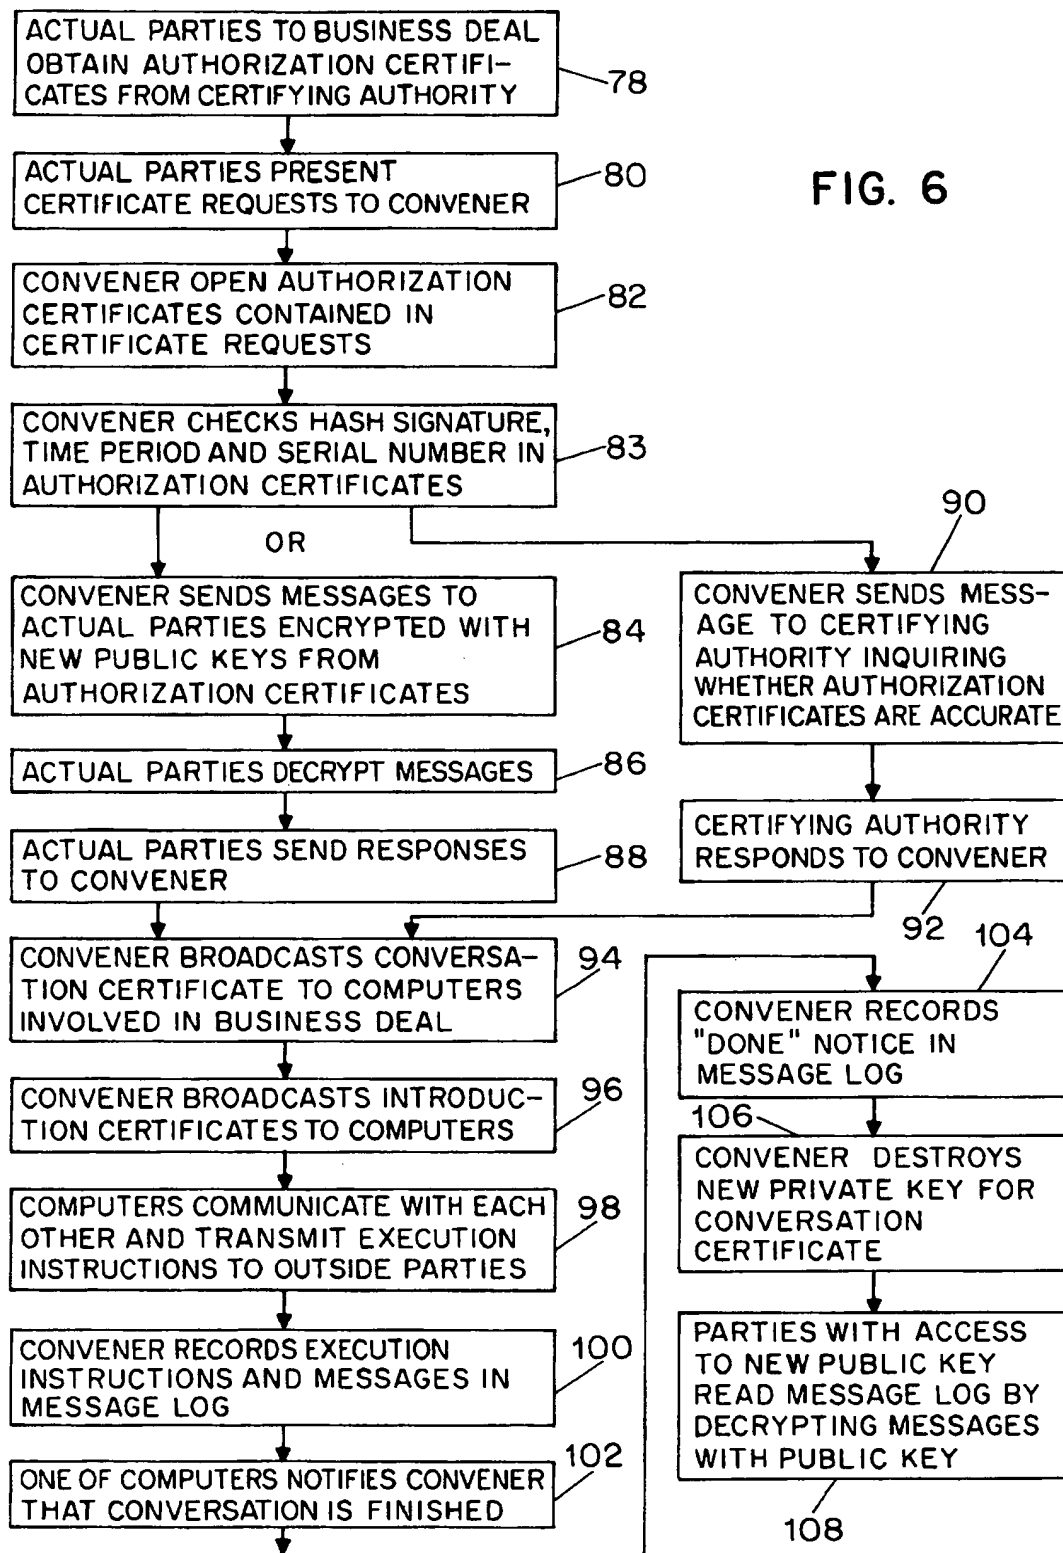 ACTUAL PARTIES TO BUSINESS DEAL
OBTAIN AUTHORIZATION CERTIFI-
CATES FROM CERTIFYING AUTHORITY
78
ACTUAL PARTIES PRESENT
CERTIFICATE REQUESTS TO CONVENER
80
FIG. 6
CONVENER OPEN AUTHORIZATION
CERTIFICATES CONTAINED IN
CERTIFICATE REQUESTS
82
CONVENER CHECKS HASH SIGNATURE,
TIME PERIOD AND SERIAL NUMBER IN
AUTHORIZATION CERTIFICATES
83
OR
CONVENER SENDS MESSAGES TO
ACTUAL PARTIES ENCRYPTED WITH
NEW PUBLIC KEYS FROM
AUTHORIZATION CERTIFICATES
84
ACTUAL PARTIES DECRYPT MESSAGES
86
ACTUAL PARTIES SEND RESPONSES
TO CONVENER
88
90
CONVENER SENDS MESS-
AGE TO CERTIFYING
AUTHORITY INQUIRING
WHETHER AUTHORIZATION
CERTIFICATES ARE ACCURATE
CERTIFYING AUTHORITY
RESPONDS TO CONVENER
92
CONVENER BROADCASTS CONVERSA-
TION CERTIFICATE TO COMPUTERS
INVOLVED IN BUSINESS DEAL
94
CONVENER BROADCASTS INTRODUC-
TION CERTIFICATES TO COMPUTERS
96
COMPUTERS COMMUNICATE WITH EACH
OTHER AND TRANSMIT EXECUTION
INSTRUCTIONS TO OUTSIDE PARTIES
98
CONVENER RECORDS EXECUTION
INSTRUCTIONS AND MESSAGES IN
MESSAGE LOG
100
ONE OF COMPUTERS NOTIFIES CONVENER
THAT CONVERSATION IS FINISHED
102
104
CONVENER RECORDS
"DONE" NOTICE IN
MESSAGE LOG
106
CONVENER DESTROYS
NEW PRIVATE KEY FOR
CONVERSATION
CERTIFICATE
PARTIES WITH ACCESS
TO NEW PUBLIC KEY
READ MESSAGE LOG BY
DECRYPTING MESSAGES
WITH PUBLIC KEY
108